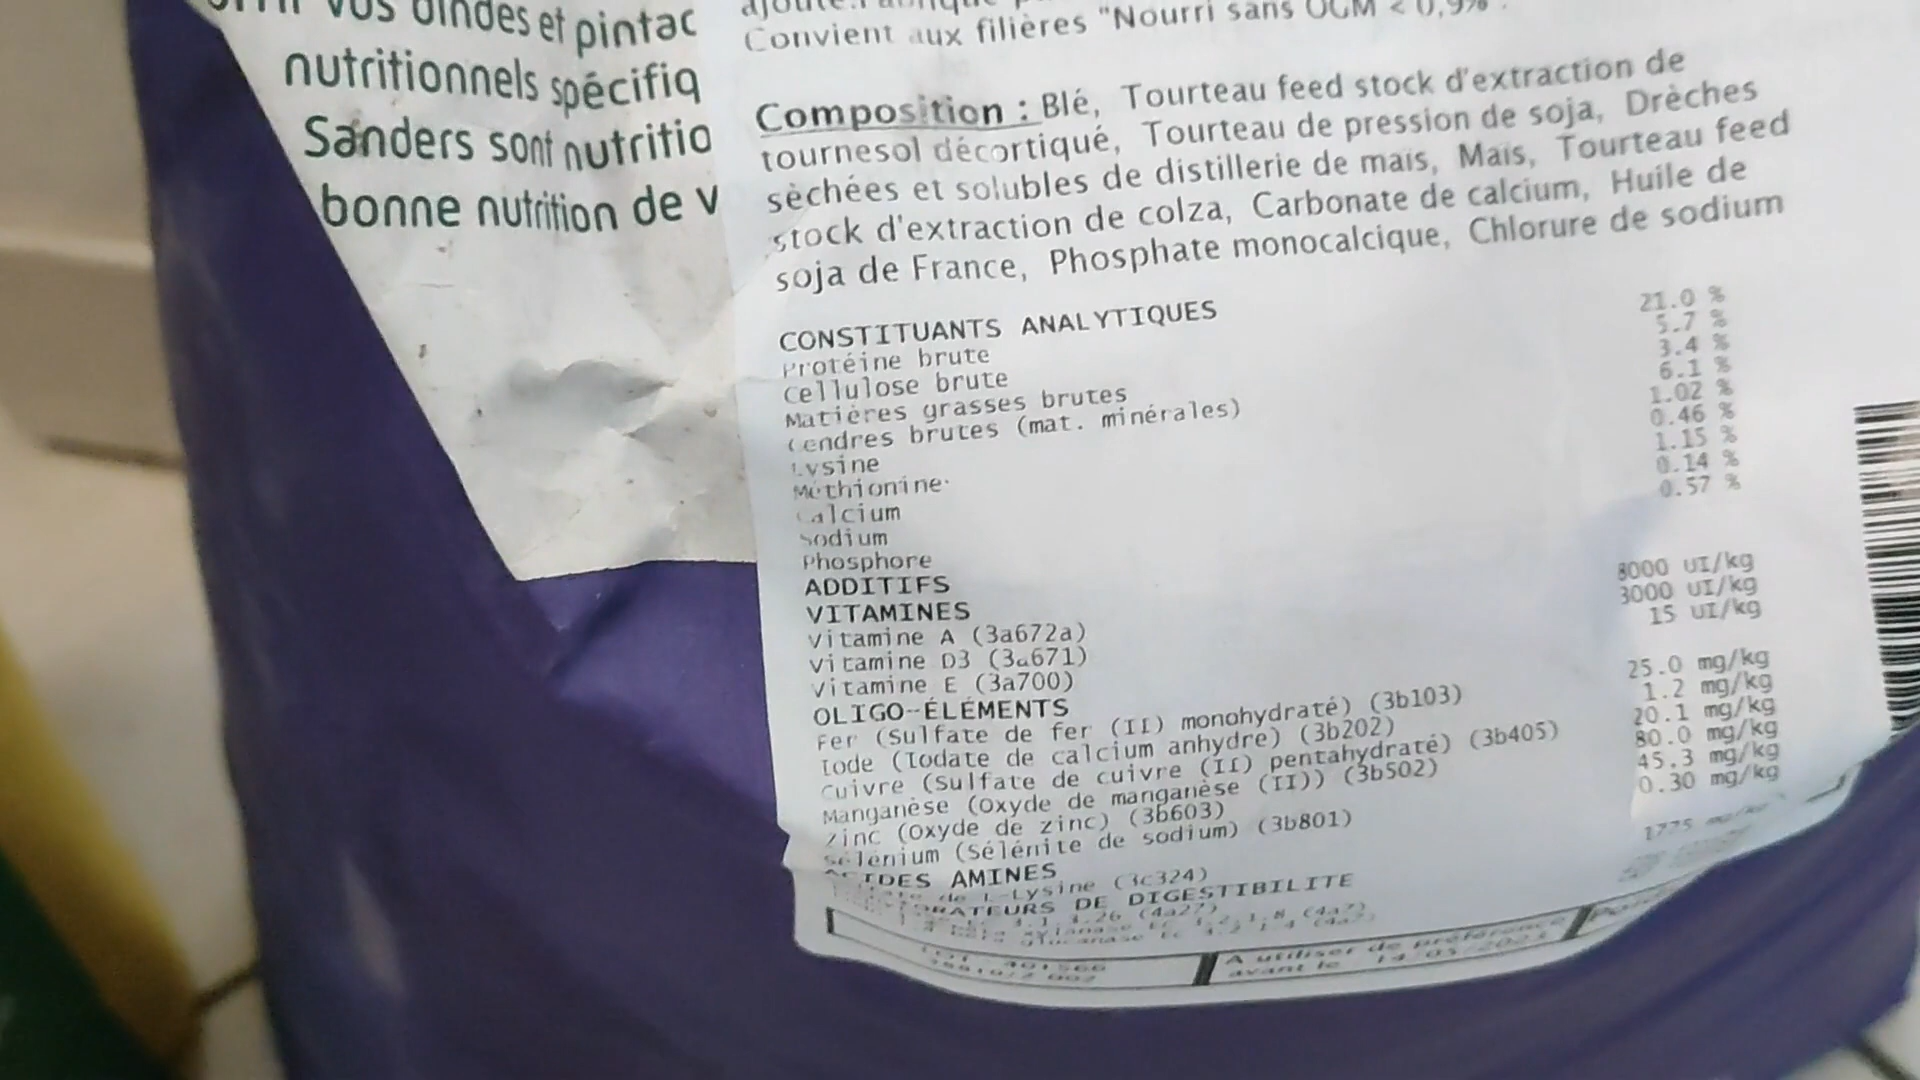 vos dindes et pintac
nutritionnels spécifiq
Sanders sont nutritio
bonne nutrition de v
Convient aux filières "Nourri sans OGM < 0,9% .
Composition : Blé, Tourteau feed stock d'extraction de
tournesol décortiqué, Tourteau de pression de soja, Drèches
sèchées et solubles de distillerie de maïs, Maïs, Tourteau feed
stock d'extraction de colza, Carbonate de calcium, Huile de
soja de France, Phosphate monocalcique, Chlorure de sodium
CONSTITUANTS ANALYTIQUES
Protéine brute 21.0 %
Cellulose brute 5.7 %
Matières grasses brutes 3.4 %
Cendres brutes (mat. minérales) 6.1 %
Lysine 1.02 %
Méthionine 0.46 %
Calcium 1.15 %
Sodium 0.14 %
Phosphore 0.57 %
ADDITIFS
VITAMINES
Vitamine A (3a672a) 8000 UI/kg
Vitamine D3 (3a671) 3000 UI/kg
Vitamine E (3a700) 15 UI/kg
OLIGO-ÉLÉMENTS
Fer (Sulfate de fer (II) monohydraté) (3b103) 25.0 mg/kg
Iode (Iodate de calcium anhydre) (3b202) 1.2 mg/kg
Cuivre (Sulfate de cuivre (II) pentahydraté) (3b405) 20.1 mg/kg
Manganèse (Oxyde de manganèse (II)) (3b502) 80.0 mg/kg
Zinc (Oxyde de zinc) (3b603) 45.3 mg/kg
Sélénium (Sélénite de sodium) (3b801) 0.30 mg/kg
ACIDES AMINES
de L-Lysine (3c324) 1775 mg/kg
DE DIGESTIBILITE
A utiliser de préférence
avant le